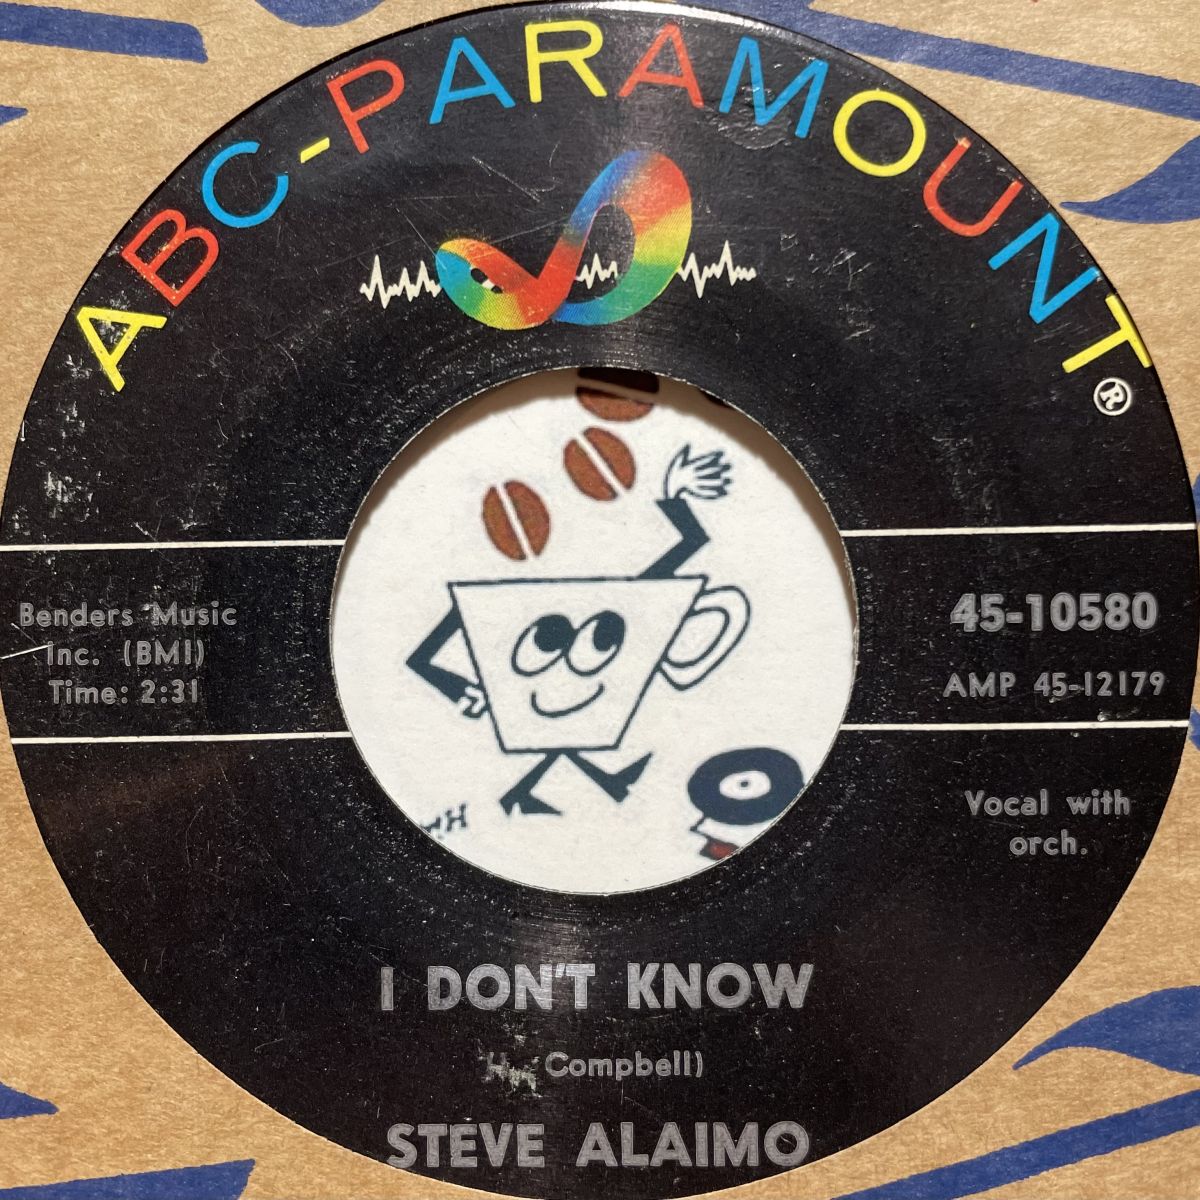 ABC-PARAMOUNT®
Benders Music
Inc. (BMI)
Time: 2:31
45-10580
AMP 45-12179
Vocal with
orch.
I DON'T KNOW
Compbell)
STEVE ALAIMO